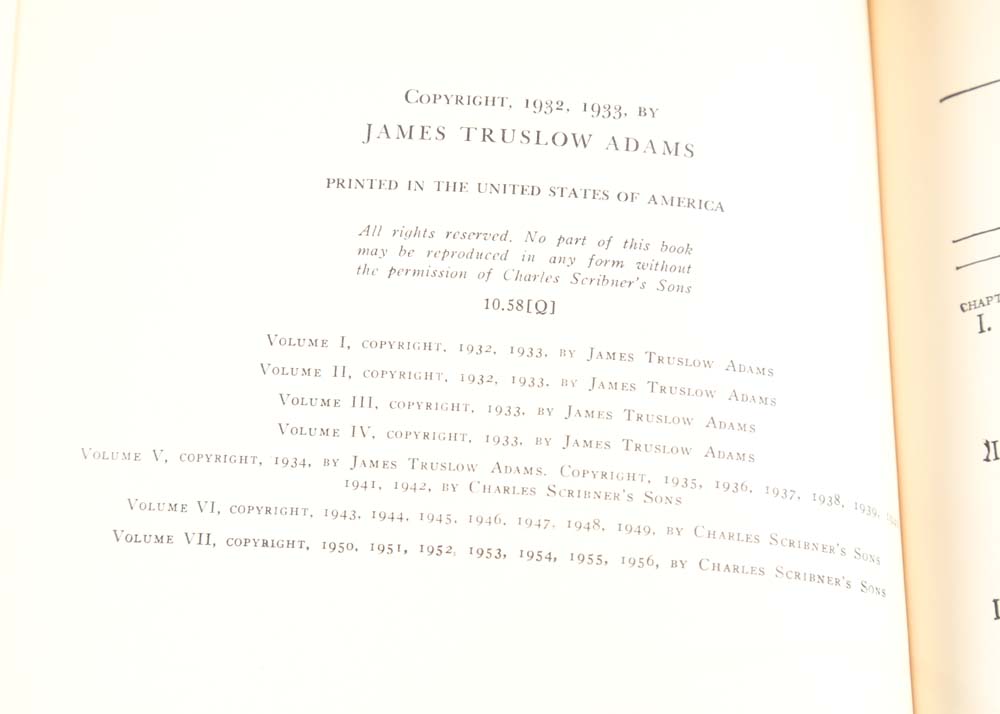 COPYRIGHT, 1932, 1933, BY
JAMES TRUSLOW ADAMS
PRINTED IN THE UNITED STATES OF AMERICA
All rights reserved. No part of this book
may be reproduced in any form without
the permission of Charles Scribner's Sons
10.58[Q]
VOLUME I, COPYRIGHT, 1932, 1933, BY JAMES TRUSLOW ADAMS
VOLUME II, COPYRIGHT, 1932, 1933, BY JAMES TRUSLOW ADAMS
VOLUME III, COPYRIGHT, 1933, BY JAMES TRUSLOW ADAMS
VOLUME IV, COPYRIGHT, 1933, BY JAMES TRUSLOW ADAMS
VOLUME V, COPYRIGHT, 1934, BY JAMES TRUSLOW ADAMS. COPYRIGHT, 1935, 1936, 1937, 1938, 1939,
1941, 1942, BY CHARLES SCRIBNER'S SONS
VOLUME VI, COPYRIGHT, 1943, 1944, 1945, 1946, 1947, 1948, 1949, BY CHARLES SCRIBNER'S SONS
VOLUME VII, COPYRIGHT, 1950, 1951, 1952, 1953, 1954, 1955, 1956, BY CHARLES SCRIBNER'S SONS
CHAPT
I.
II
I